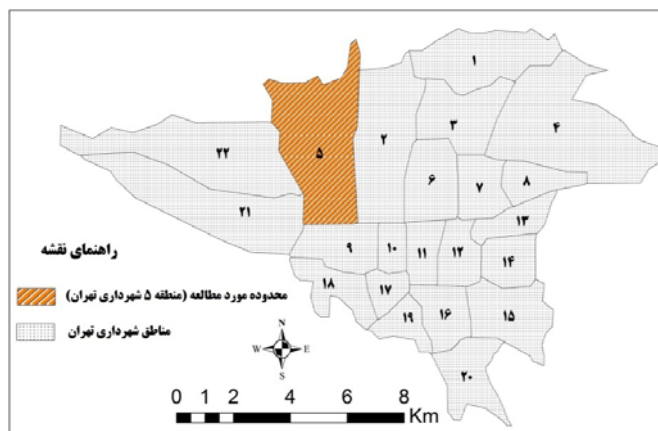 ۱
۳
۴
۵
۲
۲۲
۶
۷
۸
۲۱
۱۳
۹
۱۰
۱۱
۱۲
۱۴
راهنمای نقشه
۱۸
۱۷
محدوده مورد مطالعه (منطقه ۵ شهرداری تهران)
۱۹
۱۶
۱۵
مناطق شهرداری تهران
۲۰
N
W E
S
0 1 2 4 6 8
Km